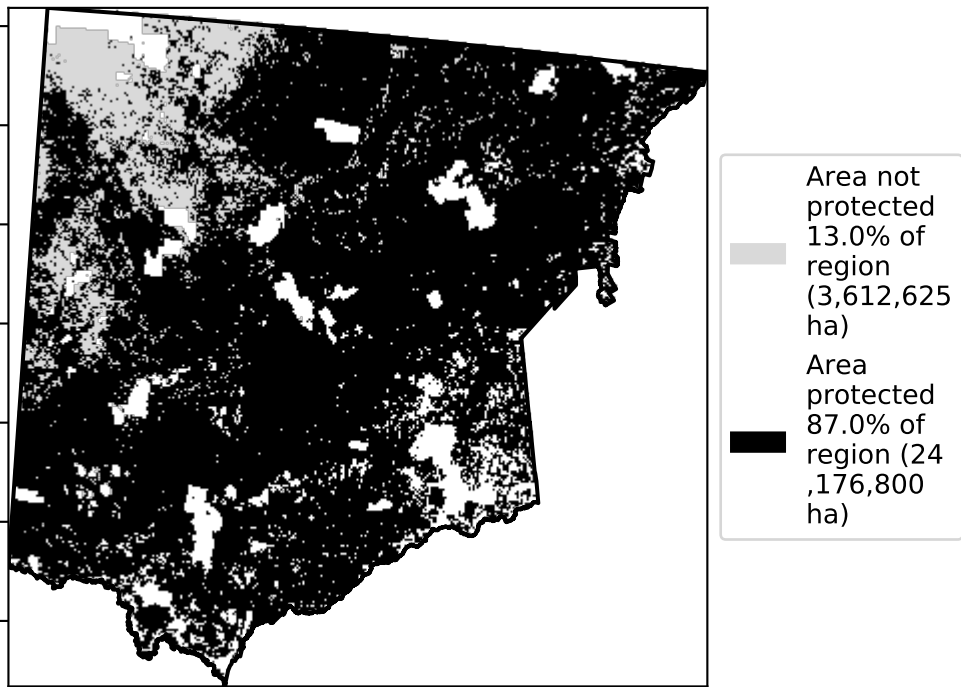 Area not
protected
13.0% of
region
(3,612,625
ha)
Area
protected
87.0% of
region (24
,176,800
ha)